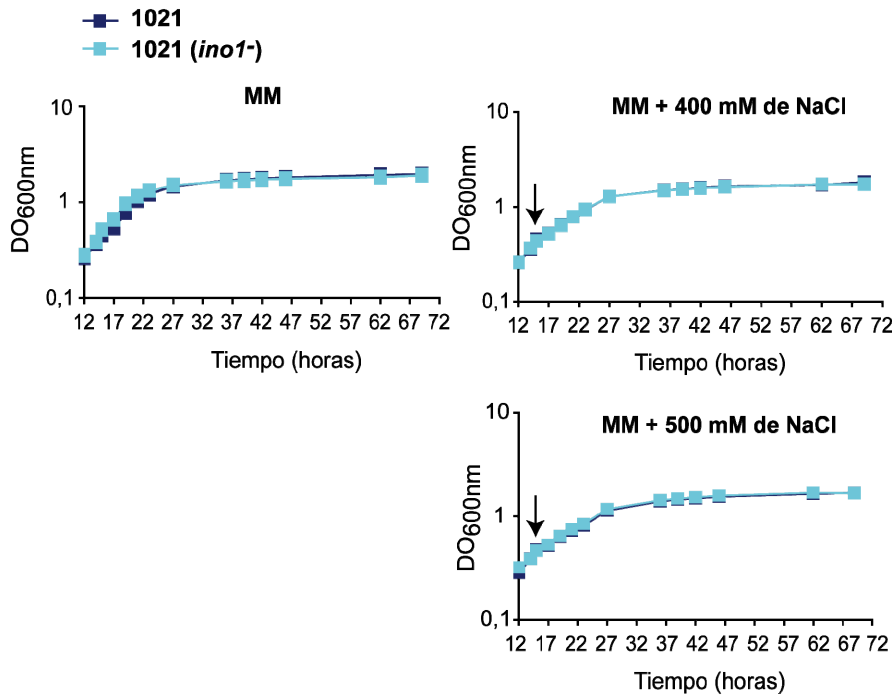 1021
1021 (ino1-)
MM
10
1
0,1
DO600nm
12 17 22 27 32 37 42 47 52 57 62 67 72
Tiempo (horas)
MM + 400 mM de NaCl
10
1
0,1
DO600nm
12 17 22 27 32 37 42 47 52 57 62 67 72
Tiempo (horas)
MM + 500 mM de NaCl
10
1
0,1
DO600nm
12 17 22 27 32 37 42 47 52 57 62 67 72
Tiempo (horas)